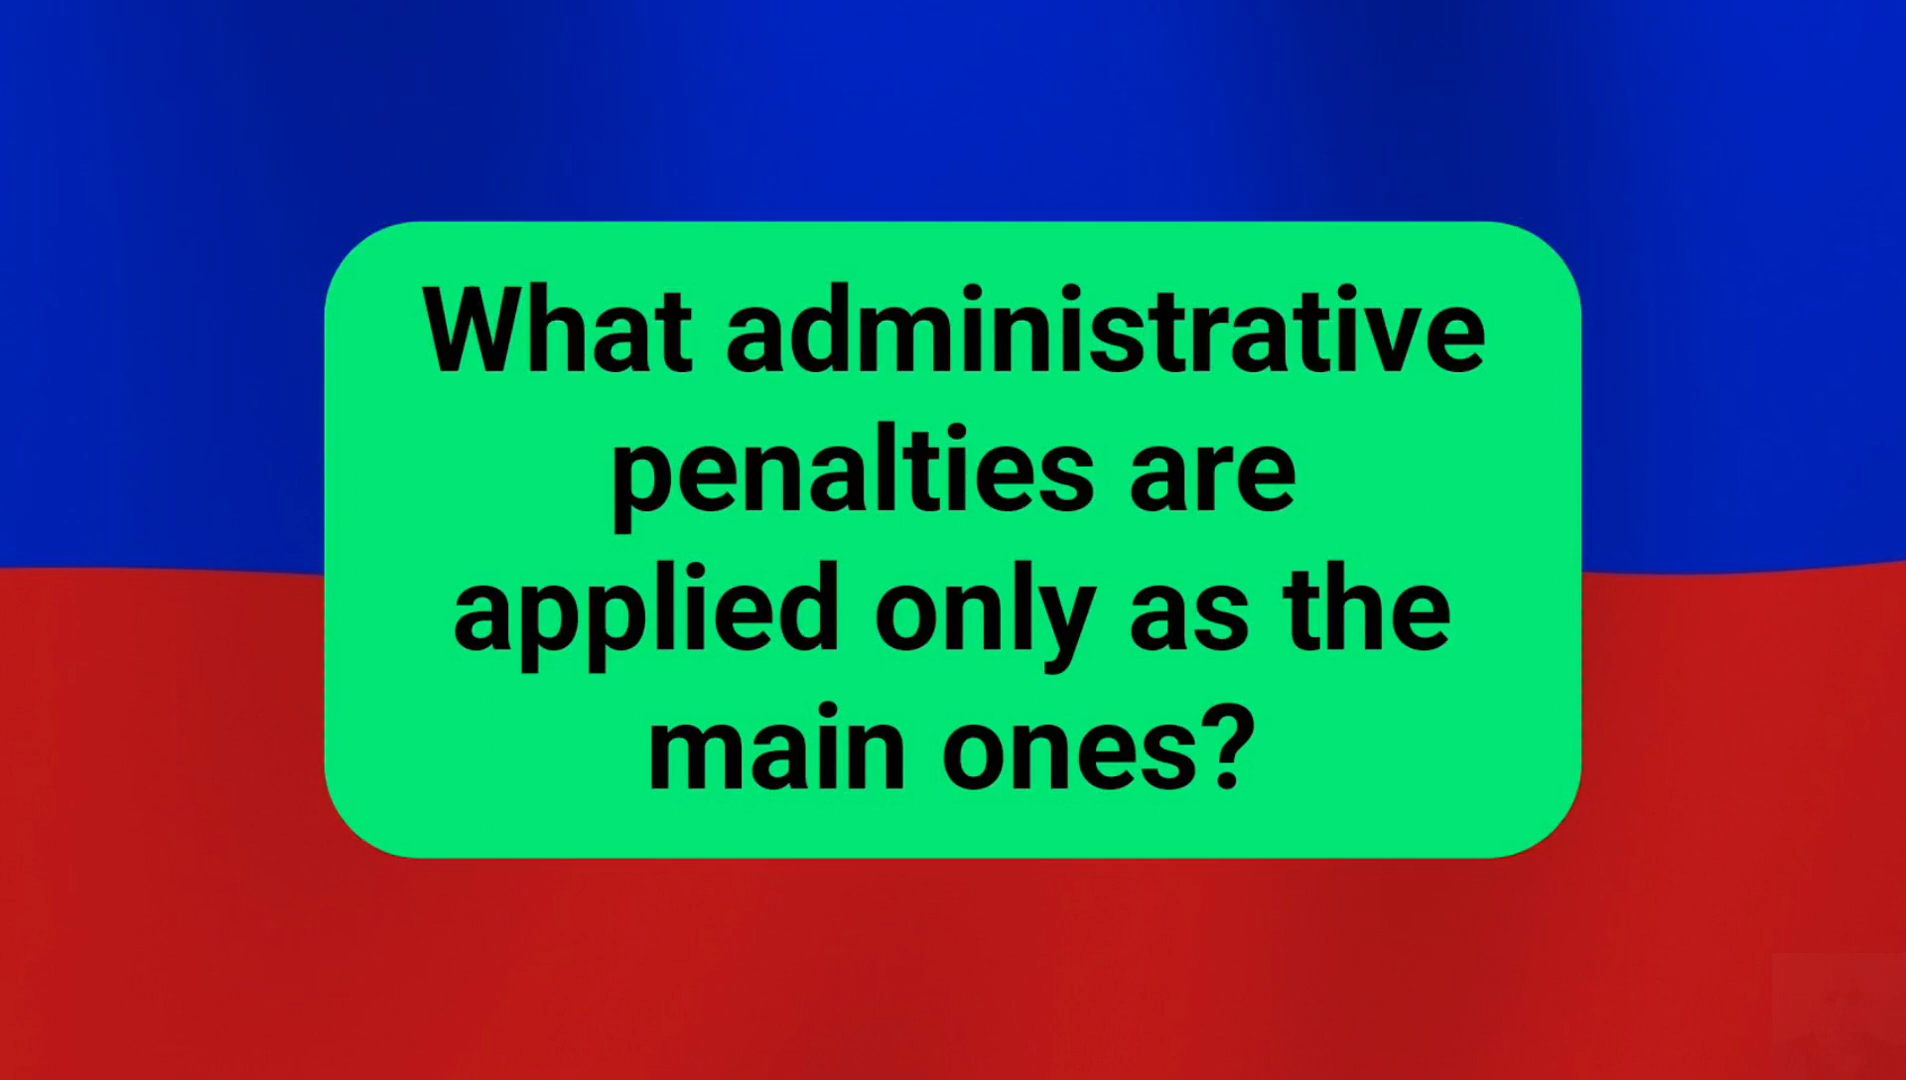 What administrative
penalties are
applied only as the
main ones?